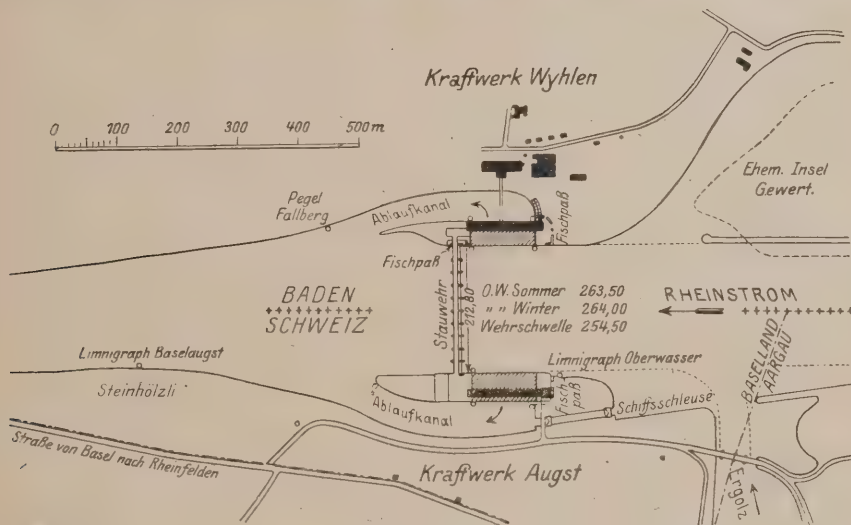 Kraftwerk Wyhlen
0 100 200 300 400 500 m
Ehem. Insel
Gewert.
Pegel
Fallberg
Ablaufkanal
Fischpaß
Fischpaß
BADEN
SCHWEIZ
Stauwehr
212,80
O.W. Sommer 263,50
" " Winter 264,00
Wehrschwelle 254,50
RHEINSTROM
BASELLAND
AARGAU
Limnigraph Baselaugst
Steinhölzli
Limnigraph Oberwasser
Fisch-
paß
Schiffsschleuse
Ablaufkanal
Straße von Basel nach Rheinfelden
Kraftwerk Augst
Ergolz